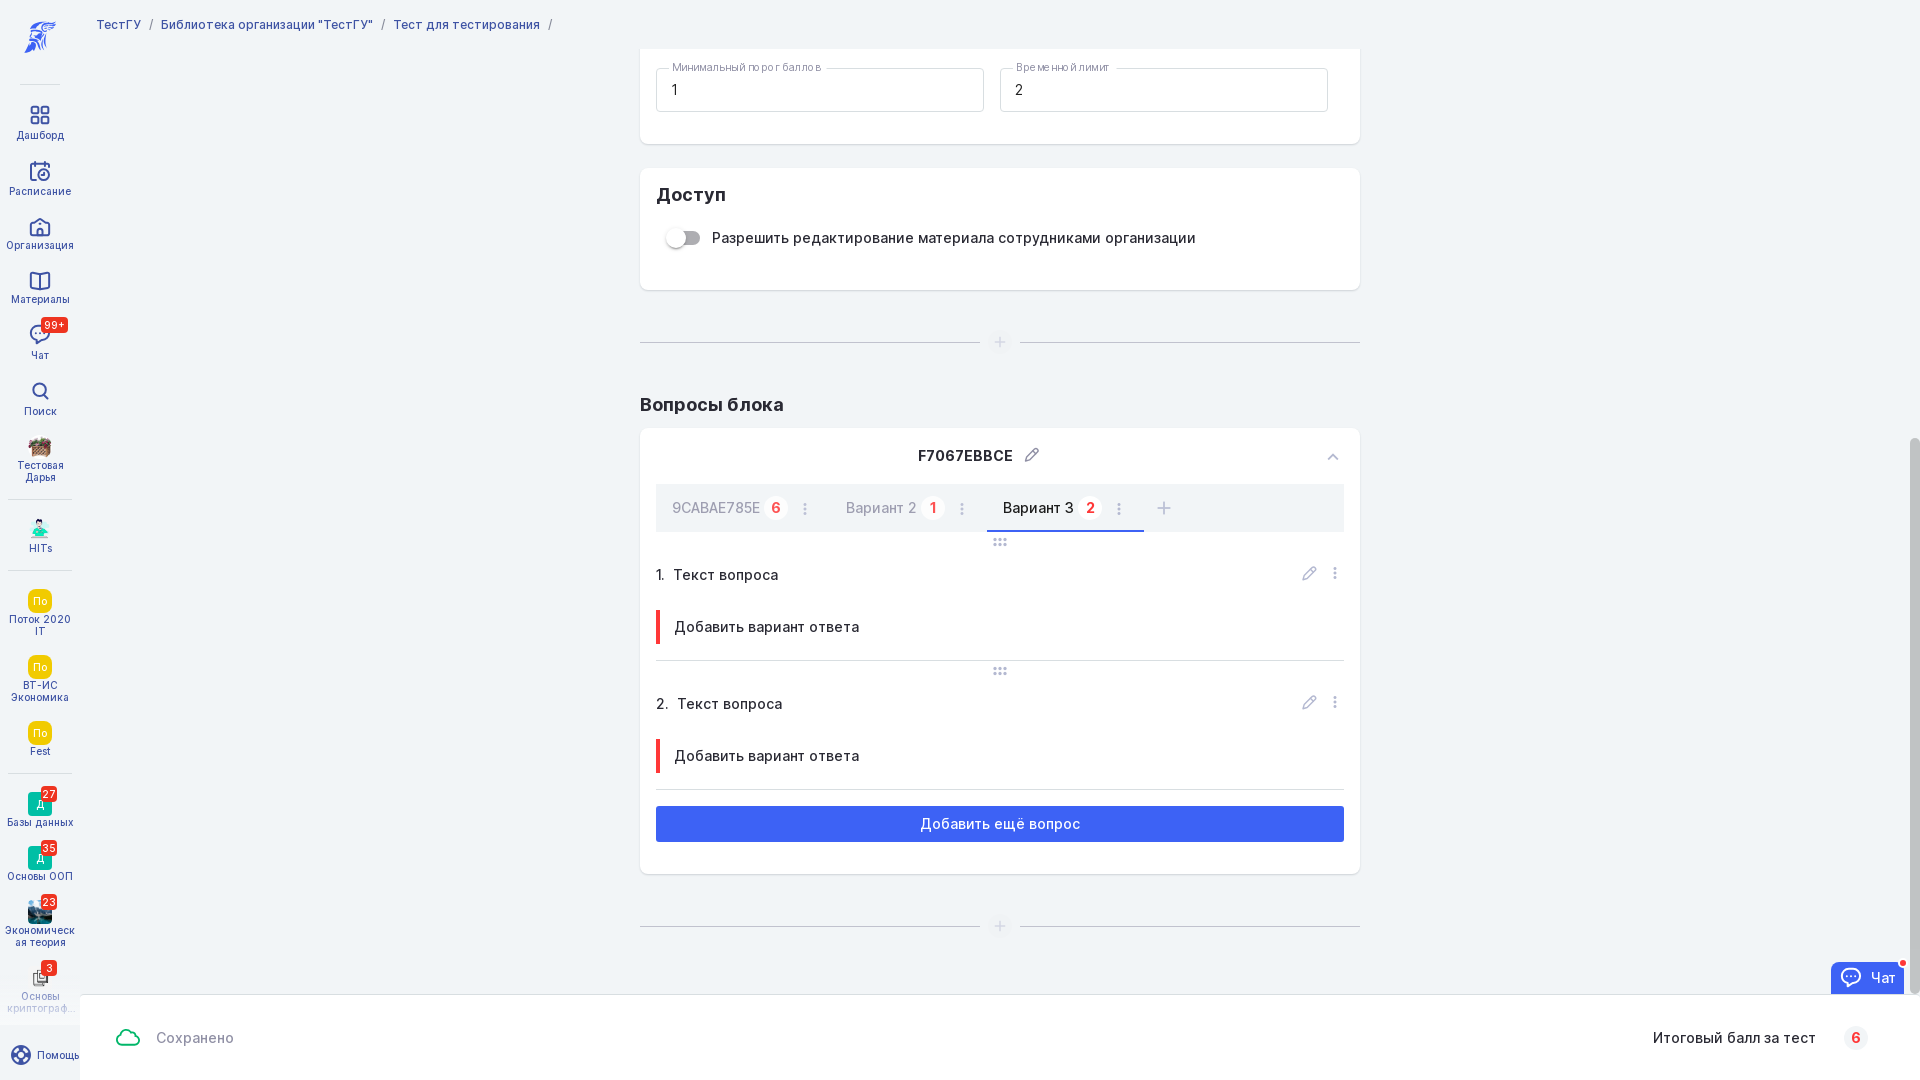 ТестГУ / Библиотека организации "ТестГУ" / Тест для тестирования /
Дашборд
Расписание
Организация
Материалы
99+
Чат
Поиск
Тестовая
Дарья
HITs
По
Поток 2020
IT
По
ВТ-ИС
Экономика
По
Fest
27
Д
Базы данных
35
Д
Основы ООП
23
Экономическ
ая теория
3
Основы
криптограф...
Помощь
Минимальный порог баллов
1
Временной лимит
2
Доступ
Разрешить редактирование материала сотрудниками организации
Вопросы блока
F7067EBBCE
9CABAE785E 6 Вариант 2 1 Вариант 3 2
1. Текст вопроса
Добавить вариант ответа
2. Текст вопроса
Добавить вариант ответа
Добавить ещё вопрос
Чат
Сохранено
Итоговый балл за тест 6